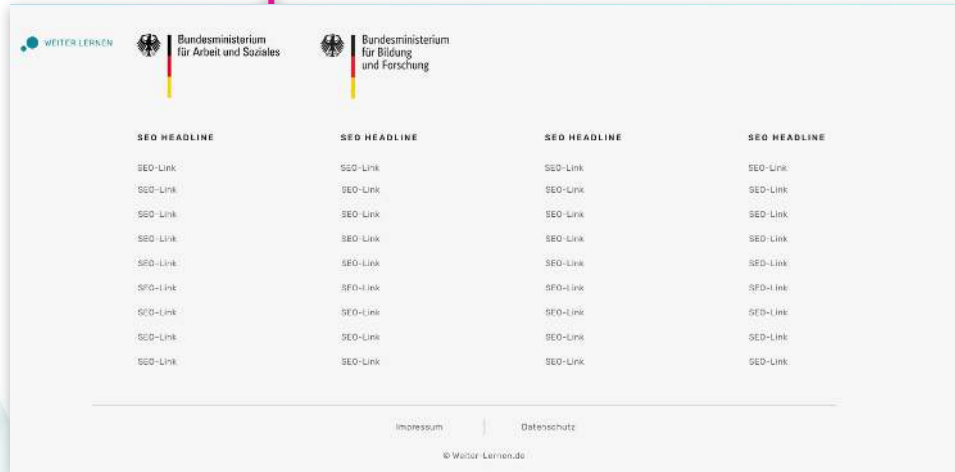 WEITER LERNEN
Bundesministerium
für Arbeit und Soziales
Bundesministerium
für Bildung
und Forschung
SEO HEADLINE SEO HEADLINE SEO HEADLINE SEO HEADLINE
SEO-Link SEO-Link SEO-Link SEO-Link
SEO-Link SEO-Link SEO-Link SEO-Link
SEO-Link SEO-Link SEO-Link SEO-Link
SEO-Link SEO-Link SEO-Link SEO-Link
SEO-Link SEO-Link SEO-Link SEO-Link
SEO-Link SEO-Link SEO-Link SEO-Link
SEO-Link SEO-Link SEO-Link SEO-Link
SEO-Link SEO-Link SEO-Link SEO-Link
SEO-Link SEO-Link SEO-Link SEO-Link
Impressum Datenschutz
© Weiter-Lernen.de